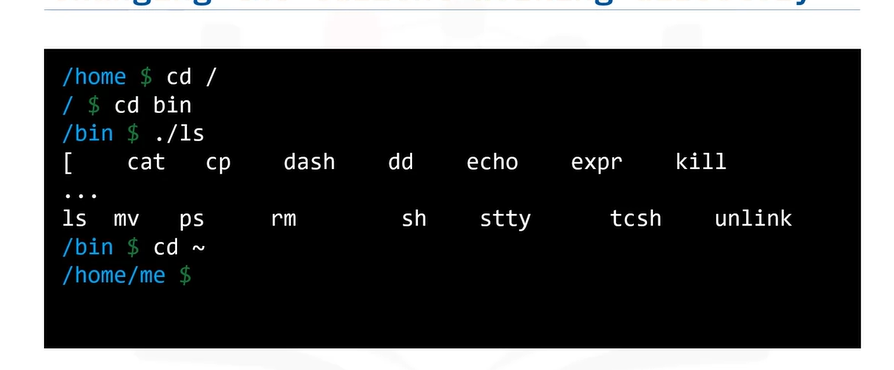 /home $ cd /
/ $ cd bin
/bin $ ./ls
[ cat cp dash dd echo expr kill
...
ls mv ps rm sh stty tcsh unlink
/bin $ cd ~
/home/me $